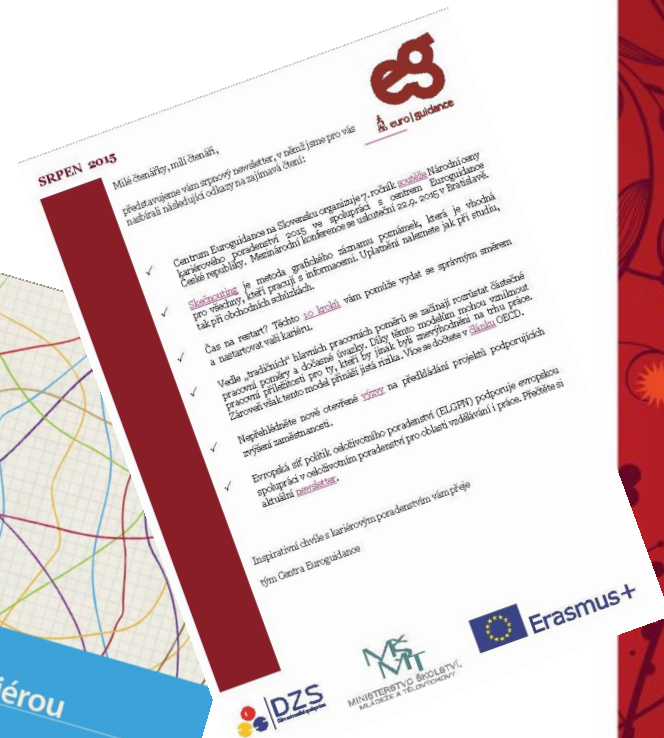 eg
euro|guidance
SRPEN 2015
Milé čtenářky, milí čtenáři,
představujeme vám srpnový newsletter, v němž jsme pro vás
nasbírali následující odkazy na zajímavá čtení:
✓ Centrum Euroguidance na Slovensku organizuje 7. ročník soutěže Národní ceny
kariérového poradenství 2015 ve spolupráci s centrem Euroguidance
České republiky. Mezinárodní konference se uskuteční 22.9. 2015 v Bratislavě.
✓ Skečnouting je metoda grafického záznamu poznámek, která je vhodná
pro všechny, kteří pracují s informacemi. Uplatnění naleznete jak při studiu,
tak při obchodních schůzkách.
✓ Čas na restart? Těchto 10 kroků vám pomůže vydat se správným směrem
a nastartovat vaši kariéru.
✓ Vedle „tradičních“ hlavních pracovních poměrů se začínají rozrůstat částečné
pracovní poměry a dočasné úvazky. Díky těmto modelům mohou vzniknout
pracovní příležitosti pro ty, kteří by jinak byli znevýhodnění na trhu práce.
Zároveň však tento model přináší jistá rizika. Více se dočtete v článku OECD.
✓ Nepřehlédněte nové otevřené výzvy na předkládání projektů podporujících
zvýšení zaměstnanosti.
✓ Evropská síť politik celoživotního poradenství (ELGPN) podporuje evropskou
spolupráci v celoživotním poradenství pro oblasti vzdělávání i práce. Přečtěte si
aktuální newsletter.
Inspirativní chvíle s kariérovým poradenstvím vám přeje
tým Centra Euroguidance
iérou
DZS
MŠMT
MINISTERSTVO ŠKOLSTVÍ,
MLÁDEŽE A TĚLOVÝCHOVY
Erasmus+